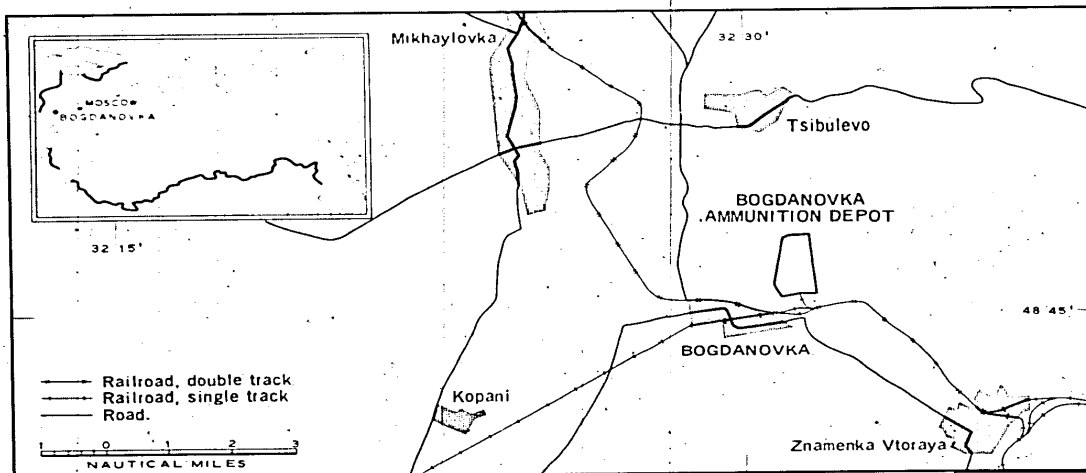 Mikhaylovka
32 30'
MOSCOW
BOGDANOVKA
Tsibulevo
BOGDANOVKA
AMMUNITION DEPOT
32 15'
48 45'
BOGDANOVKA
Railroad, double track
Railroad, single track
Road.
Kopani
Znamenka Vtoraya
1 0 1 2 3
NAUTICAL MILES